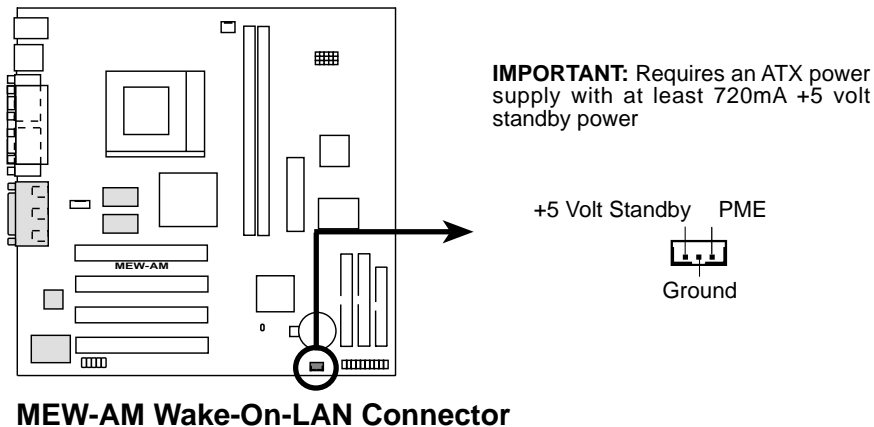 IMPORTANT: Requires an ATX power
supply with at least 720mA +5 volt
standby power
+5 Volt Standby PME
Ground
MEW-AM
MEW-AM Wake-On-LAN Connector